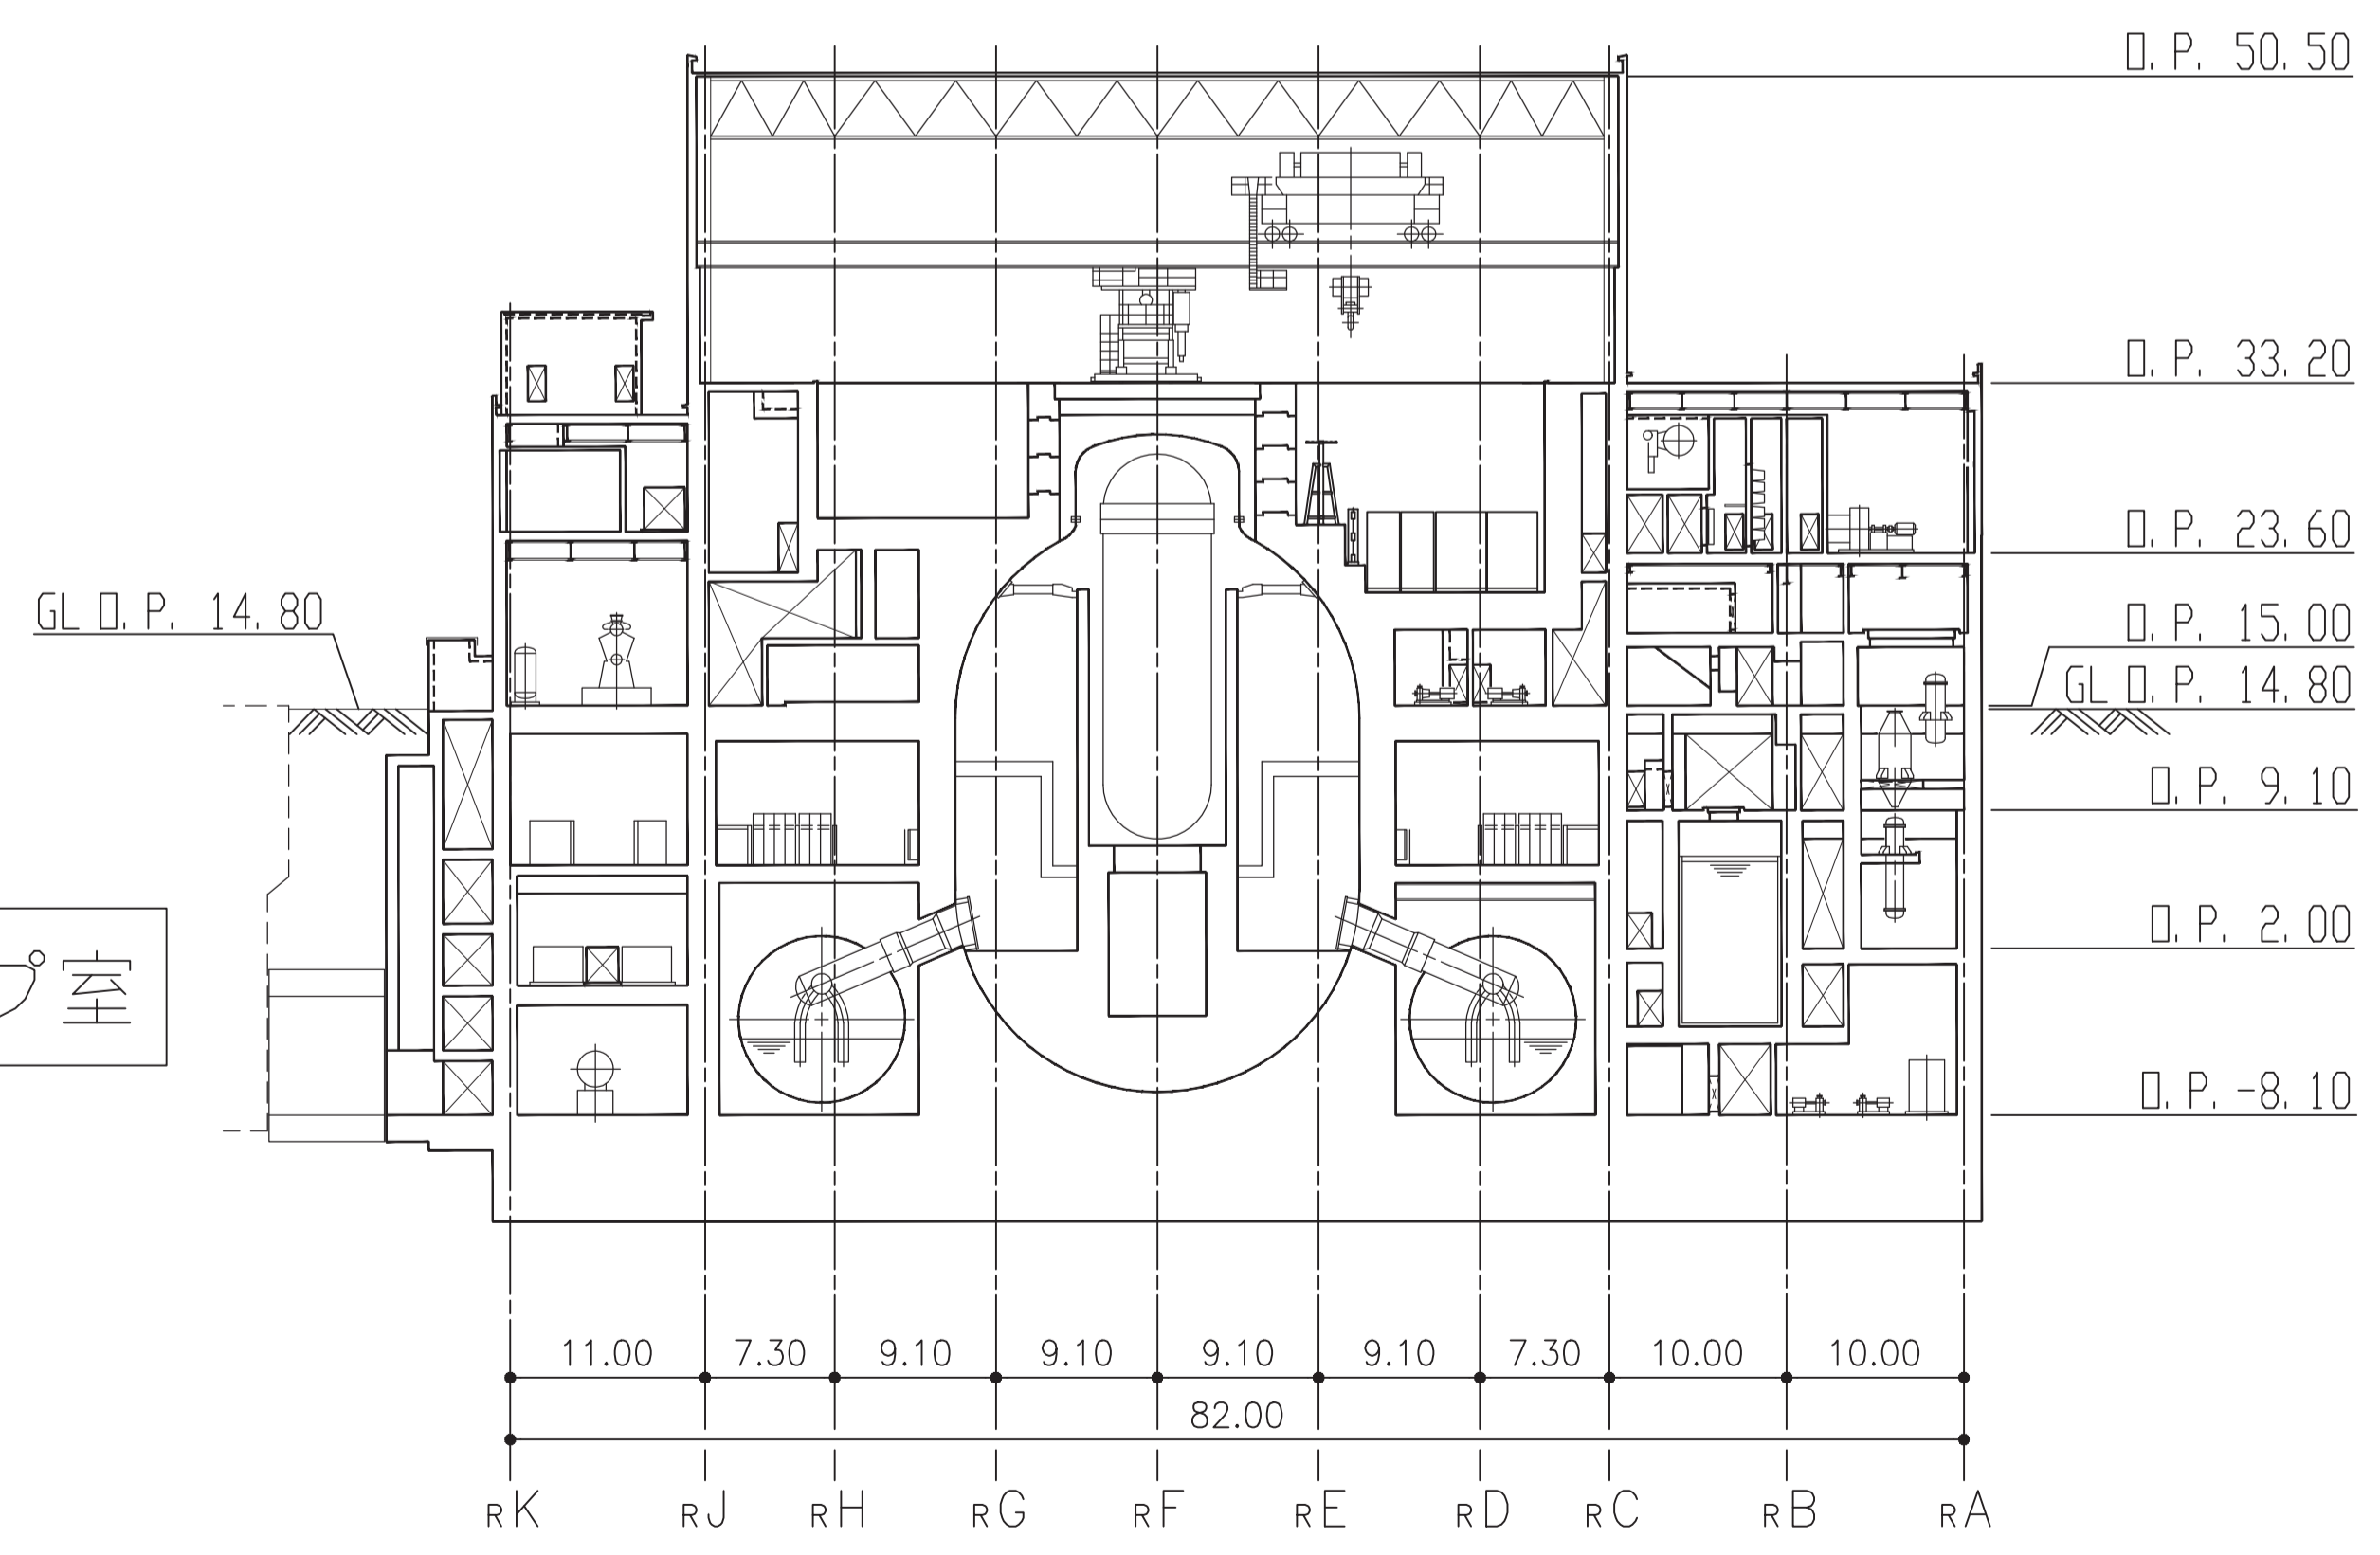 O.P. 50.50
O.P. 33.20
O.P. 23.60
GL O.P. 14.80
O.P. 15.00
GL O.P. 14.80
O.P. 9.10
O.P. 2.00
室
O.P. -8.10
11.00 7.30 9.10 9.10 9.10 9.10 7.30 10.00 10.00
82.00
RK RJ RH RG RF RE RD RC RB RA